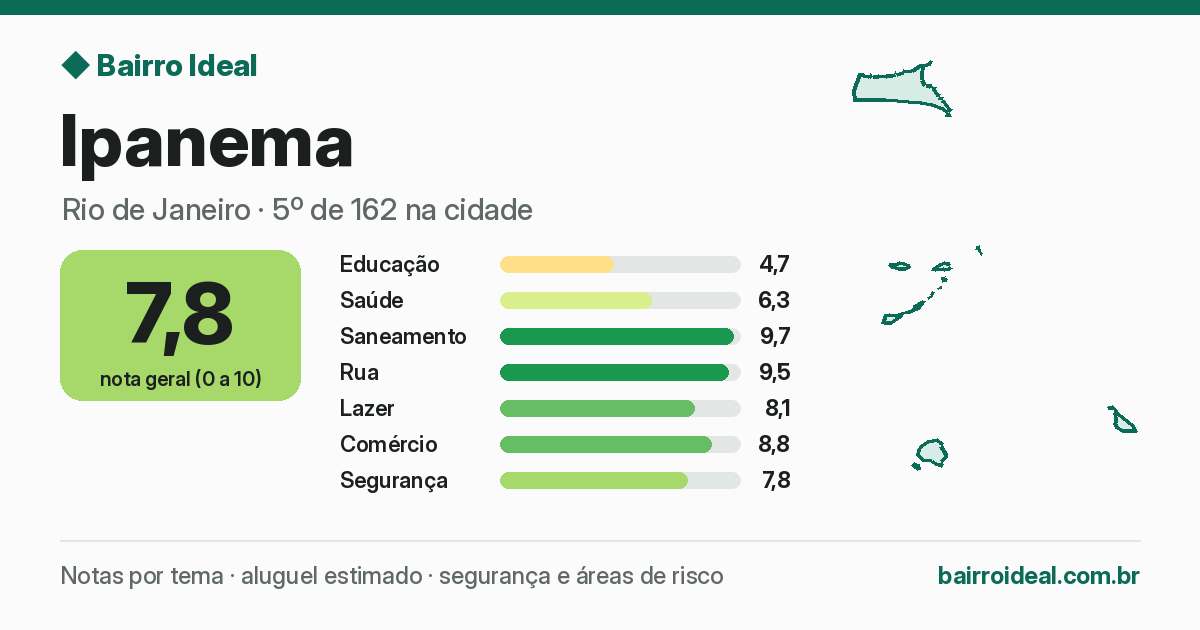 Bairro Ideal
Ipanema
Rio de Janeiro · 5º de 162 na cidade
7,8
nota geral (0 a 10)
Educação 4,7
Saúde 6,3
Saneamento 9,7
Rua 9,5
Lazer 8,1
Comércio 8,8
Segurança 7,8
Notas por tema · aluguel estimado · segurança e áreas de risco
bairroideal.com.br